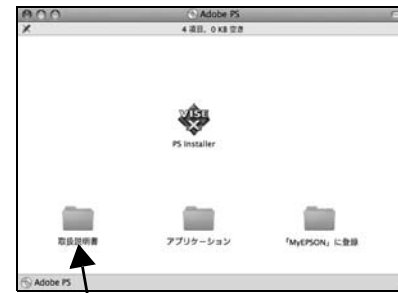 Adobe PS
4 項目、0 KB 空き
VISE X
PS Installer
取扱説明書
アプリケーション
「MyEPSON」に登録
Adobe PS